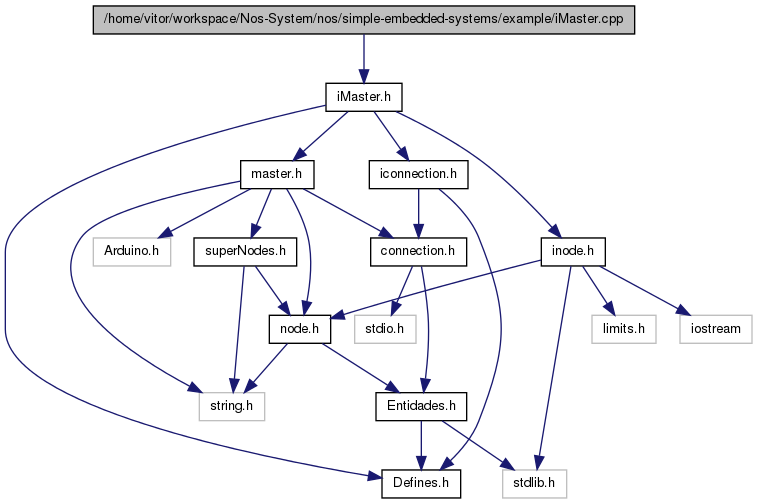 /home/vitor/workspace/Nos-System/nos/simple-embedded-systems/example/iMaster.cpp
iMaster.h
master.h
iconnection.h
Arduino.h
superNodes.h
connection.h
inode.h
node.h
stdio.h
limits.h
iostream
string.h
Entidades.h
Defines.h
stdlib.h